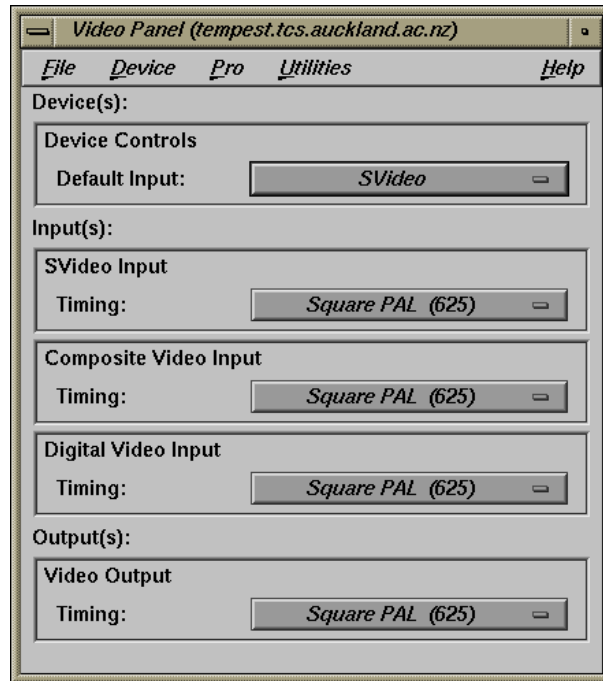 Video Panel (tempest.tcs.auckland.ac.nz)
File Device Pro Utilities Help
Device(s):
Device Controls
Default Input: SVideo
Input(s):
SVideo Input
Timing: Square PAL (625)
Composite Video Input
Timing: Square PAL (625)
Digital Video Input
Timing: Square PAL (625)
Output(s):
Video Output
Timing: Square PAL (625)